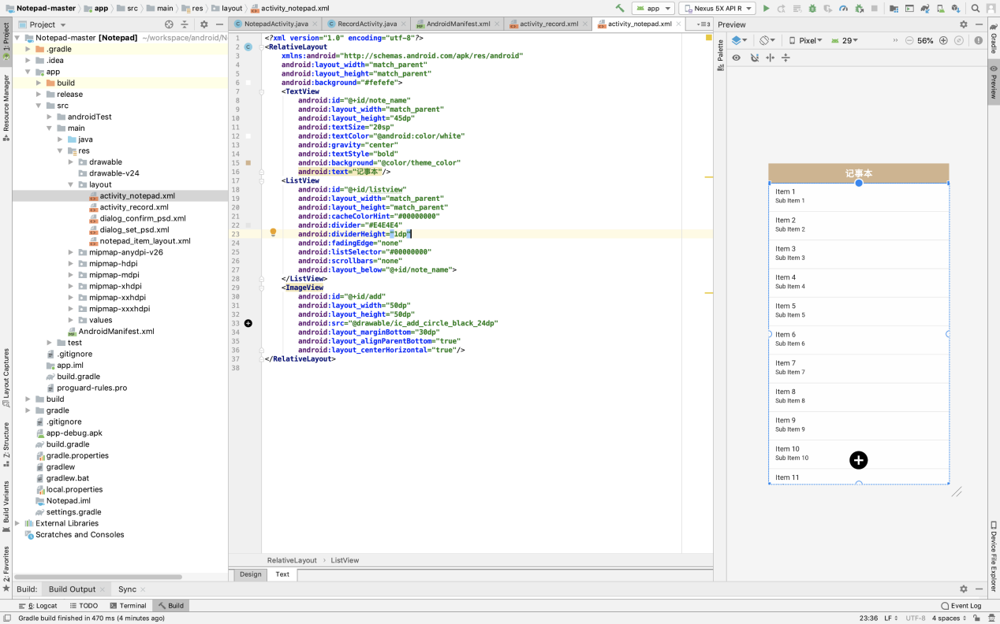 Notepad-master app src main res layout activity_notepad.xml
app Nexus 5X API R
Project
NotepadActivity.java RecordActivity.java AndroidManifest.xml activity_record.xml activity_notepad.xml 3
Preview
Notepad-master [Notepad] ~/workspace/android/N
.gradle
.idea
app
build
release
src
androidTest
main
java
res
drawable
drawable-v24
layout
activity_notepad.xml
activity_record.xml
dialog_confirm_psd.xml
dialog_set_psd.xml
notepad_item_layout.xml
mipmap-anydpi-v26
mipmap-hdpi
mipmap-mdpi
mipmap-xhdpi
mipmap-xxhdpi
mipmap-xxxhdpi
values
AndroidManifest.xml
test
.gitignore
app.iml
build.gradle
proguard-rules.pro
build
gradle
.gitignore
app-debug.apk
build.gradle
gradle.properties
gradlew
gradlew.bat
local.properties
Notepad.iml
settings.gradle
External Libraries
Scratches and Consoles
1: Project
Resource Manager
Layout Captures
Z: Structure
Build Variants
2: Favorites
1 <?xml version="1.0" encoding="utf-8"?>
2 <RelativeLayout
3 xmlns:android="http://schemas.android.com/apk/res/android"
4 android:layout_width="match_parent"
5 android:layout_height="match_parent"
6 android:background="#fefefe">
7 <TextView
8 android:id="@+id/note_name"
9 android:layout_width="match_parent"
10 android:layout_height="45dp"
11 android:textSize="20sp"
12 android:textColor="@android:color/white"
13 android:gravity="center"
14 android:textStyle="bold"
15 android:background="@color/theme_color"
16 android:text="记事本"/>
17 <ListView
18 android:id="@+id/listview"
19 android:layout_width="match_parent"
20 android:layout_height="match_parent"
21 android:cacheColorHint="#00000000"
22 android:divider="#E4E4E4"
23 android:dividerHeight="1dp"
24 android:fadingEdge="none"
25 android:listSelector="#00000000"
26 android:scrollbars="none"
27 android:layout_below="@+id/note_name">
28 </ListView>
29 <ImageView
30 android:id="@+id/add"
31 android:layout_width="50dp"
32 android:layout_height="50dp"
33 android:src="@drawable/ic_add_circle_black_24dp"
34 android:layout_marginBottom="30dp"
35 android:layout_alignParentBottom="true"
36 android:layout_centerHorizontal="true"/>
37 </RelativeLayout>
38
RelativeLayout › ListView
Design Text
Palette
Pixel 29 ›› 56%
记事本
Item 1
Sub Item 1
Item 2
Sub Item 2
Item 3
Sub Item 3
Item 4
Sub Item 4
Item 5
Sub Item 5
Item 6
Sub Item 6
Item 7
Sub Item 7
Item 8
Sub Item 8
Item 9
Sub Item 9
Item 10
Sub Item 10
Item 11
Gradle
Preview
Device File Explorer
Build: Build Output Sync
6: Logcat TODO Terminal Build Event Log
Gradle build finished in 470 ms (4 minutes ago) 23:36 LF UTF-8 4 spaces